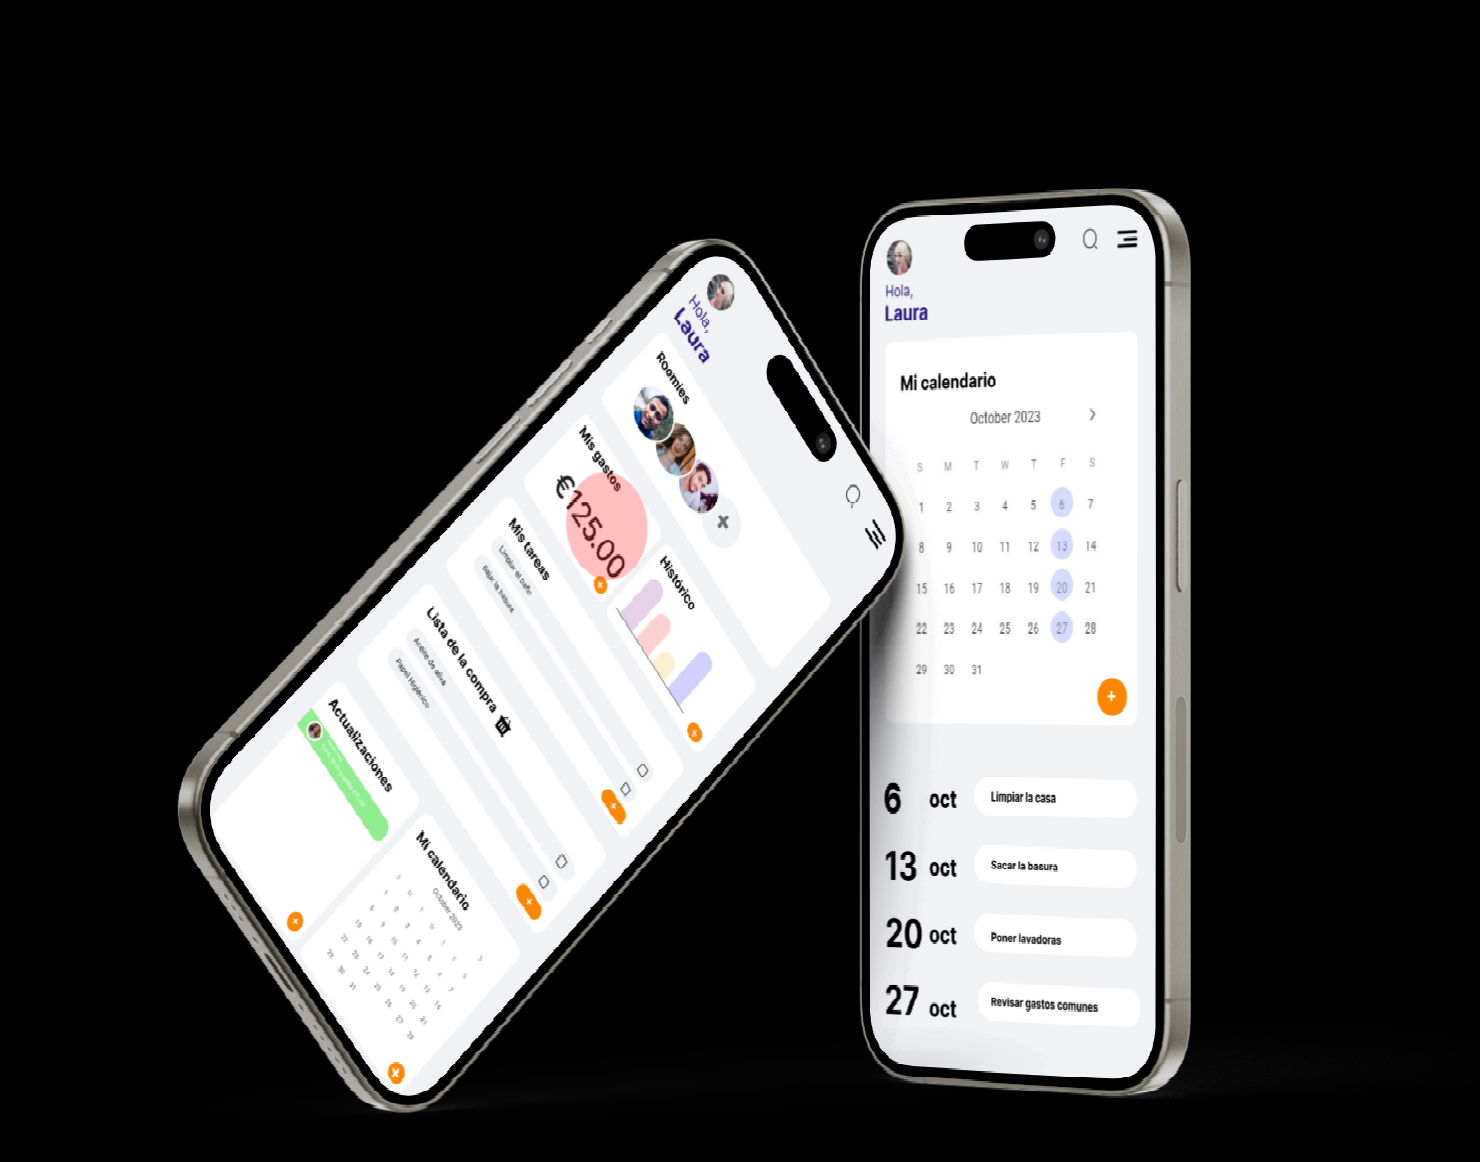 Hola,
Laura
Roomies
Mis gastos
€125.00
Histórico
Mis tareas
Limpiar el baño
Bajar la basura
Lista de la compra
Aceite de oliva
Papel Higiénico
Actualizaciones
Mi calendario
October 2023
Hola,
Laura
Mi calendario
October 2023
S M T W T F S
1 2 3 4 5 6 7
8 9 10 11 12 13 14
15 16 17 18 19 20 21
22 23 24 25 26 27 28
29 30 31
+
6 oct Limpiar la casa
13 oct Sacar la basura
20 oct Poner lavadoras
27 oct Revisar gastos comunes